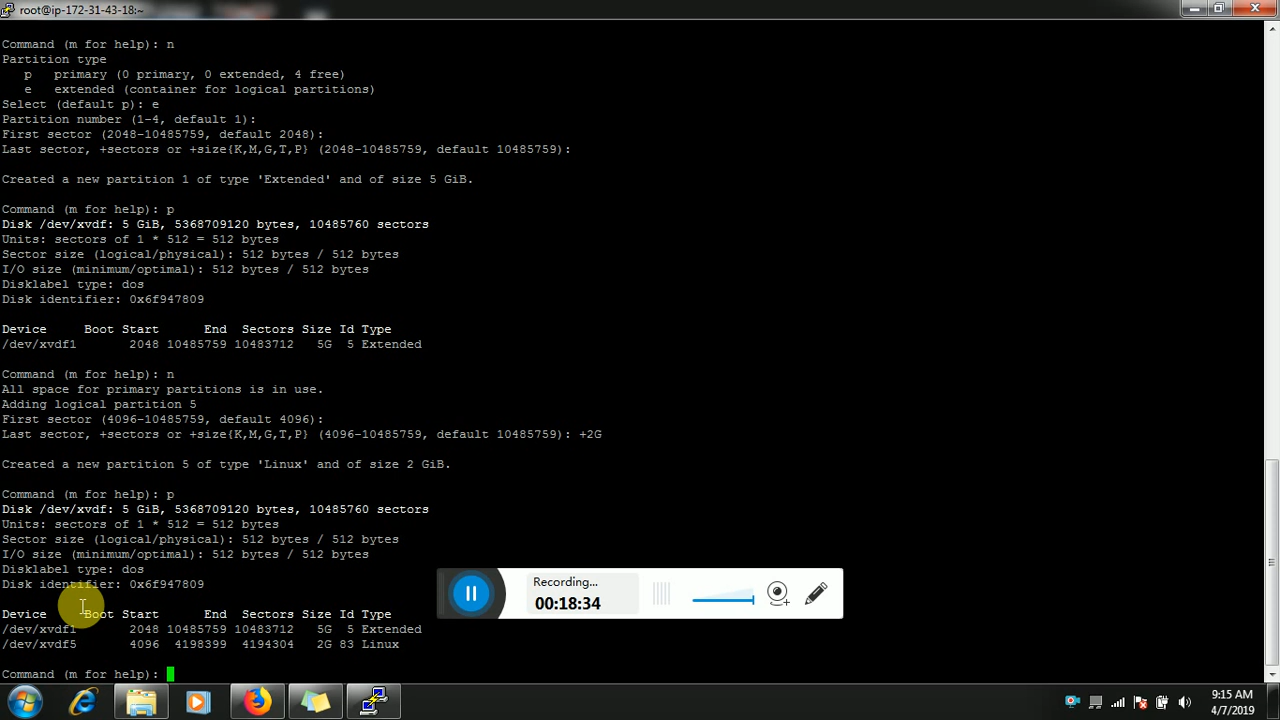 root@ip-172-31-43-18:~
Command (m for help): n
Partition type
p   primary (0 primary, 0 extended, 4 free)
e   extended (container for logical partitions)
Select (default p): e
Partition number (1-4, default 1):
First sector (2048-10485759, default 2048):
Last sector, +sectors or +size{K,M,G,T,P} (2048-10485759, default 10485759):
Created a new partition 1 of type 'Extended' and of size 5 GiB.
Command (m for help): p
Disk /dev/xvdf: 5 GiB, 5368709120 bytes, 10485760 sectors
Units: sectors of 1 * 512 = 512 bytes
Sector size (logical/physical): 512 bytes / 512 bytes
I/O size (minimum/optimal): 512 bytes / 512 bytes
Disklabel type: dos
Disk identifier: 0x6f947809
Device     Boot Start      End  Sectors Size Id Type
/dev/xvdf1       2048 10485759 10483712   5G  5 Extended
Command (m for help): n
All space for primary partitions is in use.
Adding logical partition 5
First sector (4096-10485759, default 4096):
Last sector, +sectors or +size{K,M,G,T,P} (4096-10485759, default 10485759): +2G
Created a new partition 5 of type 'Linux' and of size 2 GiB.
Command (m for help): p
Disk /dev/xvdf: 5 GiB, 5368709120 bytes, 10485760 sectors
Units: sectors of 1 * 512 = 512 bytes
Sector size (logical/physical): 512 bytes / 512 bytes
I/O size (minimum/optimal): 512 bytes / 512 bytes
Disklabel type: dos
Disk identifier: 0x6f947809
Device     Boot Start      End  Sectors Size Id Type
/dev/xvdf1       2048 10485759 10483712   5G  5 Extended
/dev/xvdf5       4096  4198399  4194304   2G 83 Linux
Command (m for help):
Recording...
00:18:34
9:15 AM
4/7/2019